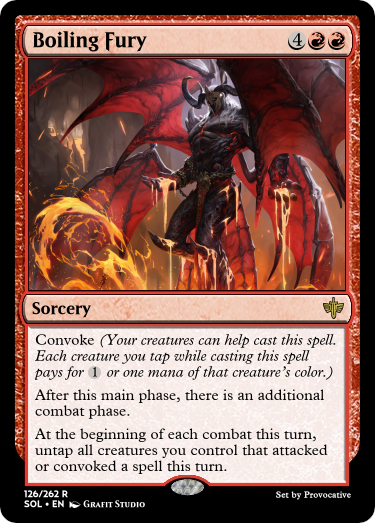 Boiling Fury 4
Sorcery
Convoke (Your creatures can help cast this spell.
Each creature you tap while casting this spell
pays for 1 or one mana of that creature's color.)
After this main phase, there is an additional
combat phase.
At the beginning of each combat this turn,
untap all creatures you control that attacked
or convoked a spell this turn.
126/262 R
SOL • EN Grafit Studio
Set by Provocative